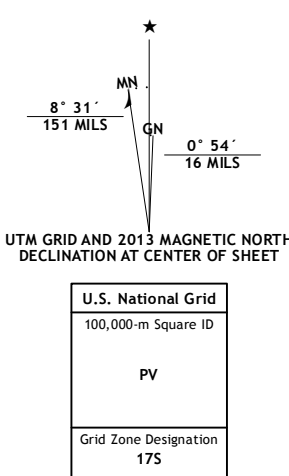 ★
MN
8° 31´
151 MILS
GN
0° 54´
16 MILS
UTM GRID AND 2013 MAGNETIC NORTH
DECLINATION AT CENTER OF SHEET
U.S. National Grid
100,000-m Square ID
PV
Grid Zone Designation
17S